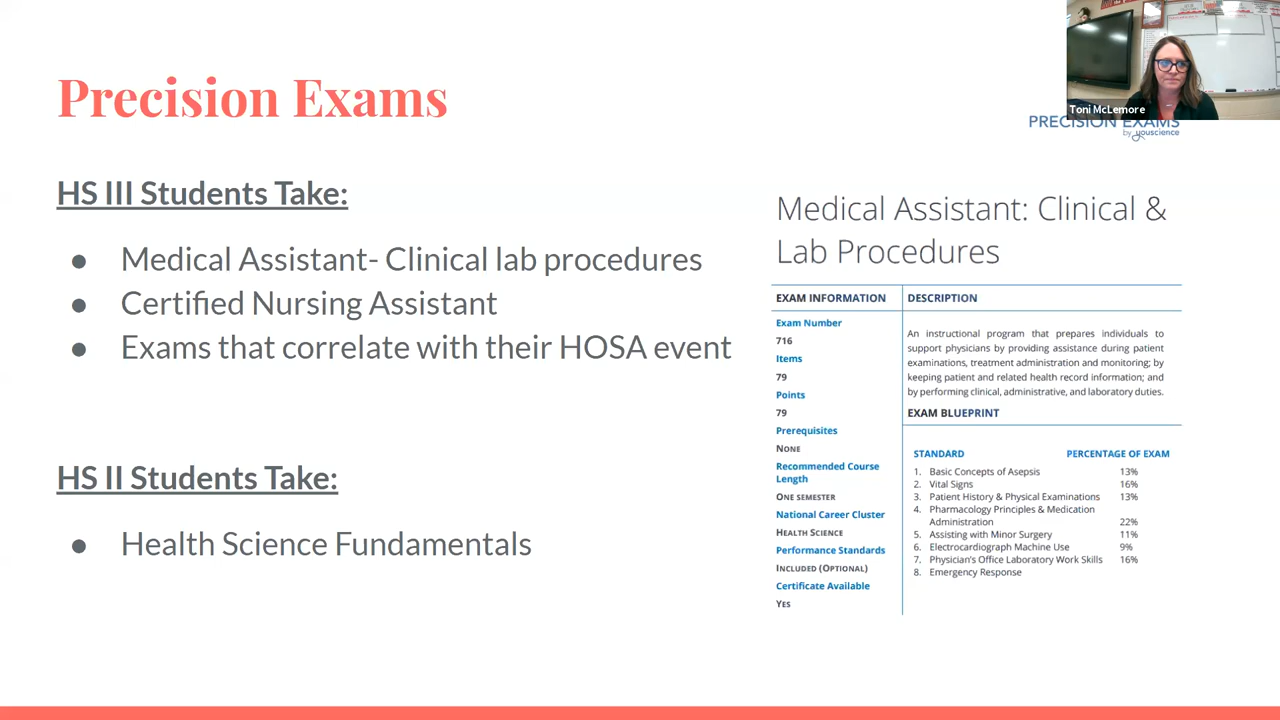 Precision Exams
Toni McLemore
PRECISION EXAMS
by youscience
HS III Students Take:
● Medical Assistant- Clinical lab procedures
● Certified Nursing Assistant
● Exams that correlate with their HOSA event
HS II Students Take:
● Health Science Fundamentals
Medical Assistant: Clinical &
Lab Procedures
EXAM INFORMATION
Exam Number
716
Items
79
Points
79
Prerequisites
NONE
Recommended Course
Length
ONE SEMESTER
National Career Cluster
HEALTH SCIENCE
Performance Standards
INCLUDED (OPTIONAL)
Certificate Available
YES
DESCRIPTION
An instructional program that prepares individuals to
support physicians by providing assistance during patient
examinations, treatment administration and monitoring; by
keeping patient and related health record information; and
by performing clinical, administrative, and laboratory duties.
EXAM BLUEPRINT
STANDARD PERCENTAGE OF EXAM
1. Basic Concepts of Asepsis 13%
2. Vital Signs 16%
3. Patient History & Physical Examinations 13%
4. Pharmacology Principles & Medication
Administration 22%
5. Assisting with Minor Surgery 11%
6. Electrocardiograph Machine Use 9%
7. Physician's Office Laboratory Work Skills 16%
8. Emergency Response